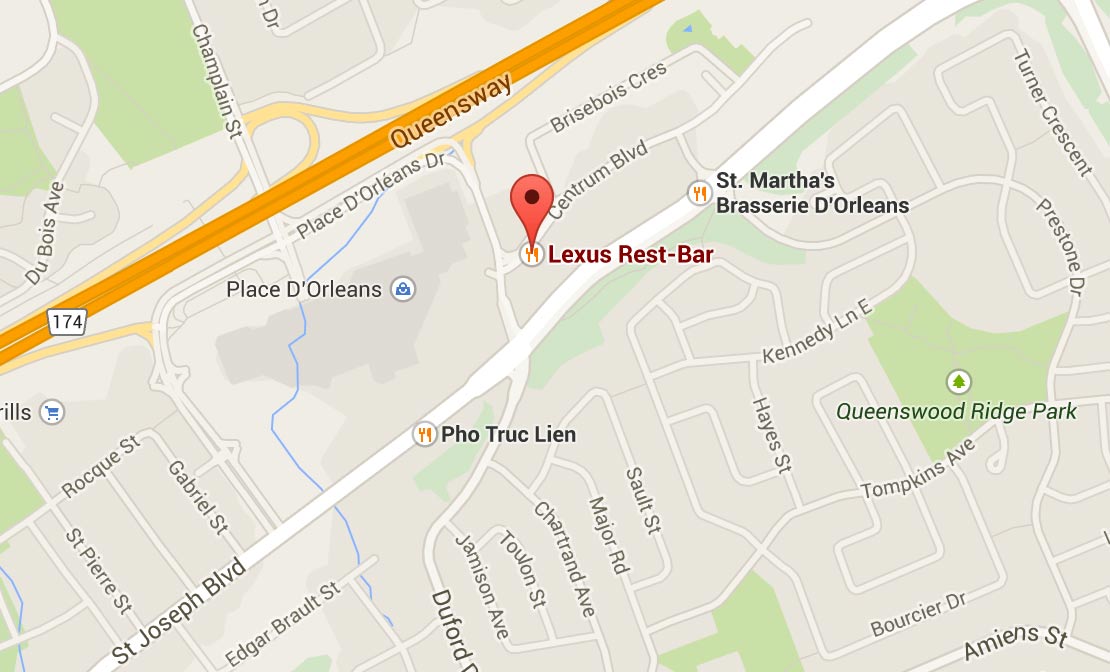 n Dr
Champlain St
Queensway
Brisebois Cres
Turner Crescent
Place D'Orléans Dr
Centrum Blvd
Du Bois Ave
St. Martha's
Brasserie D'Orleans
Prestone Dr
Lexus Rest-Bar
Place D'Orleans
174
Kennedy Ln E
rills
Queenswood Ridge Park
Hayes St
Pho Truc Lien
Rocque St
Gabriel St
Tompkins Ave
Sault St
Major Rd
Chartrand Ave
St Pierre St
Toulon St
Jamison Ave
St Joseph Blvd
Edgar Brault St
Duford D
Bourcier Dr
Amiens St